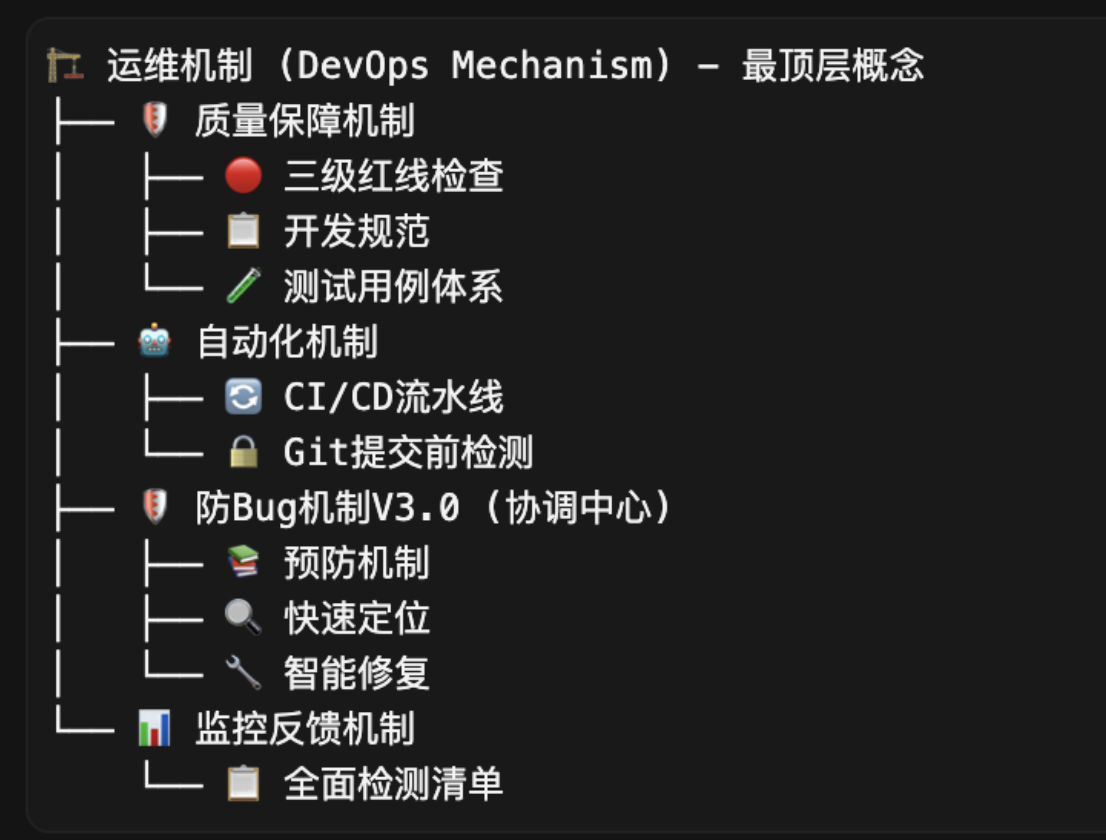 🏗️ 运维机制 (DevOps Mechanism) - 最顶层概念
├── 🛡️ 质量保障机制
│   ├── 🔴 三级红线检查
│   ├── 📋 开发规范
│   └── 🧪 测试用例体系
├── 🤖 自动化机制
│   ├── 🔄 CI/CD流水线
│   └── 🔒 Git提交前检测
├── 🛡️ 防Bug机制V3.0 (协调中心)
│   ├── 📚 预防机制
│   ├── 🔍 快速定位
│   └── 🔧 智能修复
└── 📊 监控反馈机制
    └── 📋 全面检测清单